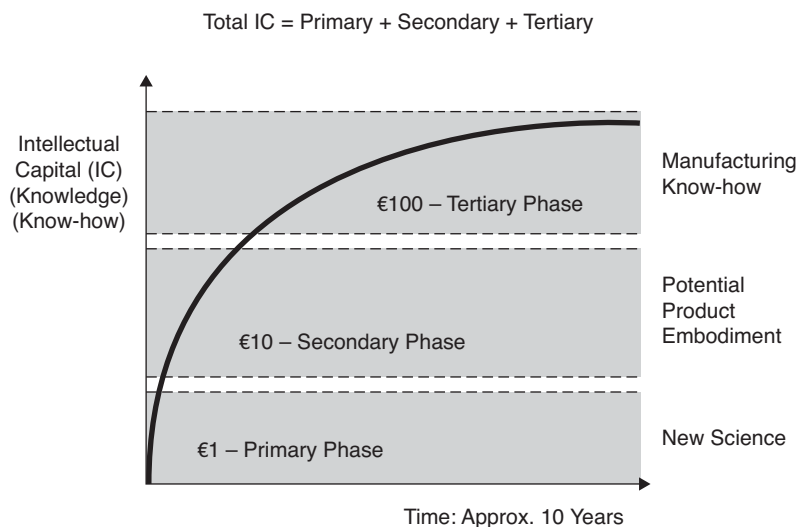 Total IC = Primary + Secondary + Tertiary
Intellectual
Capital (IC)
(Knowledge)
(Know-how)
€100 – Tertiary Phase
Manufacturing
Know-how
€10 – Secondary Phase
Potential
Product
Embodiment
€1 – Primary Phase
New Science
Time: Approx. 10 Years